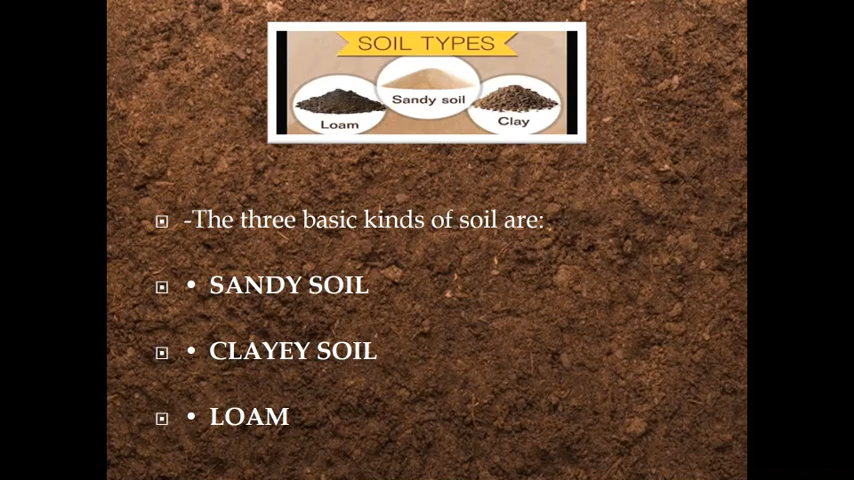 SOIL TYPES
Sandy soil
Loam
Clay
-The three basic kinds of soil are:
• SANDY SOIL
• CLAYEY SOIL
• LOAM